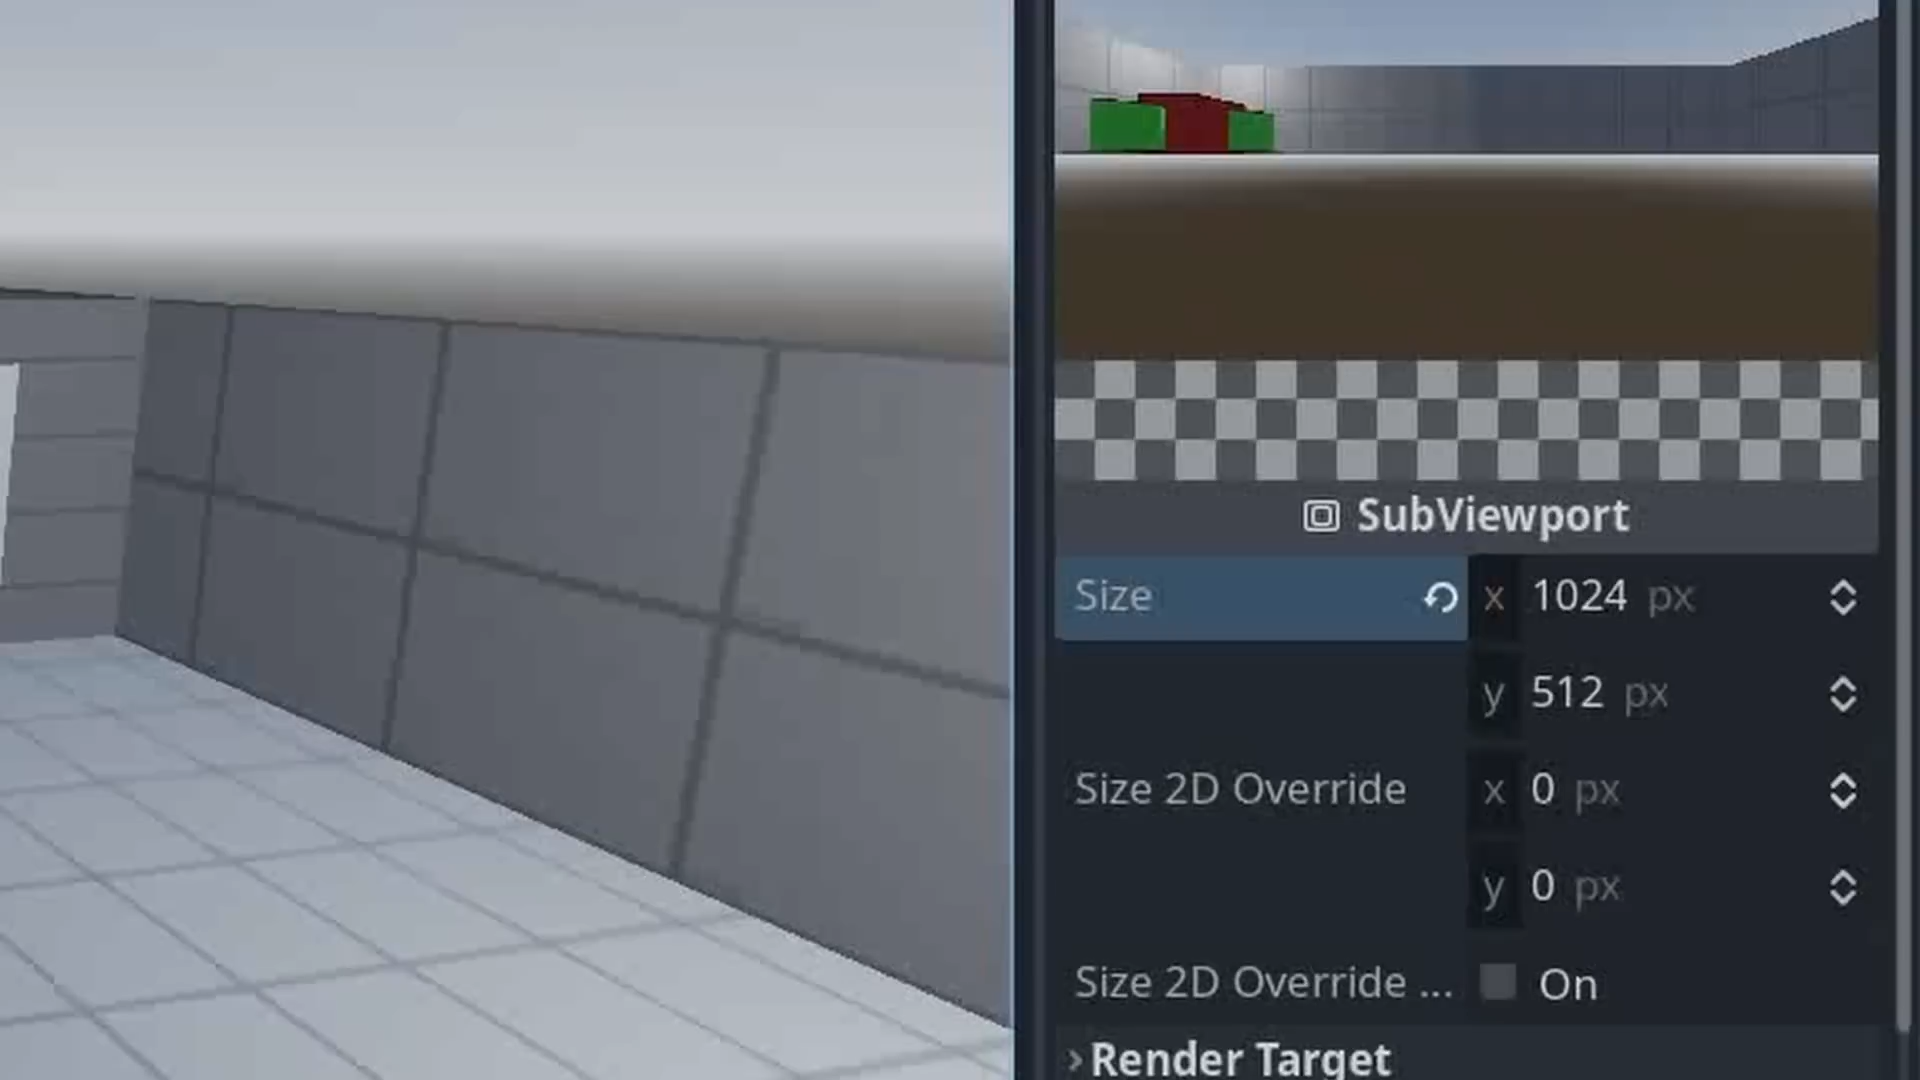 SubViewport
Size x 1024 px
y 512 px
Size 2D Override x 0 px
y 0 px
Size 2D Override ... On
Render Target